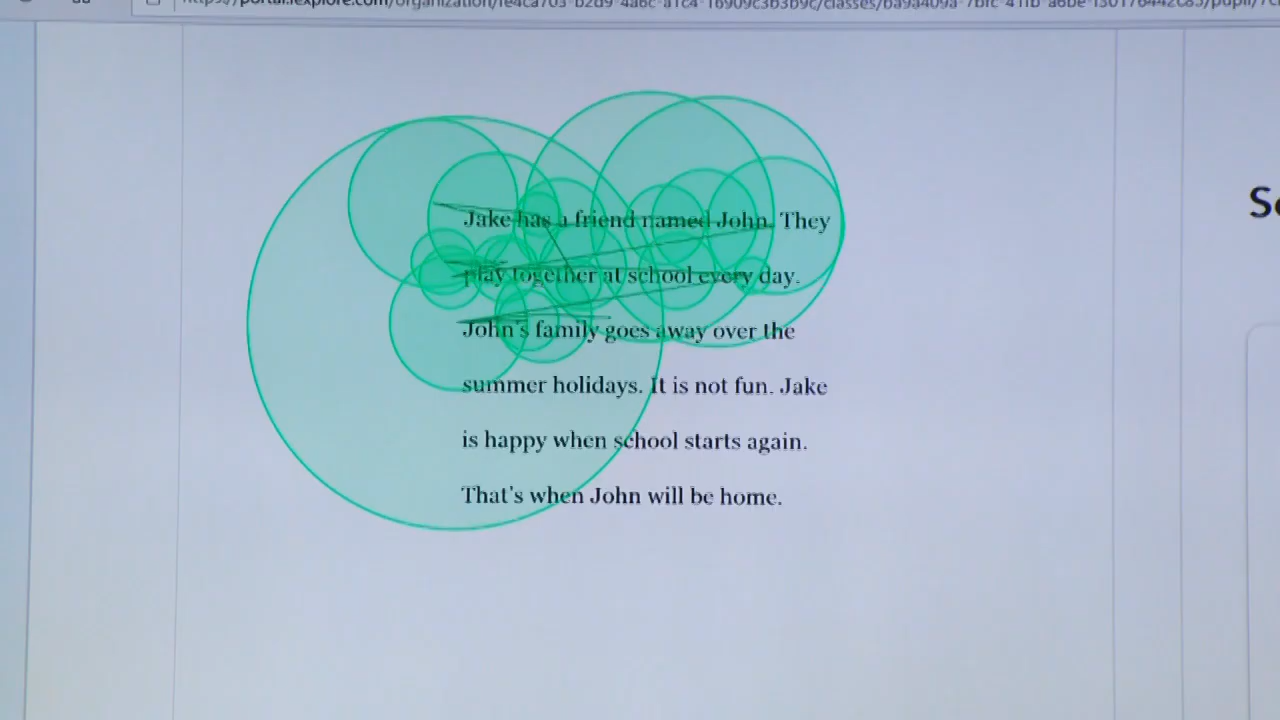 Jake has a friend named John. They
play together at school every day.
John's family goes away over the
summer holidays. It is not fun. Jake
is happy when school starts again.
That's when John will be home.